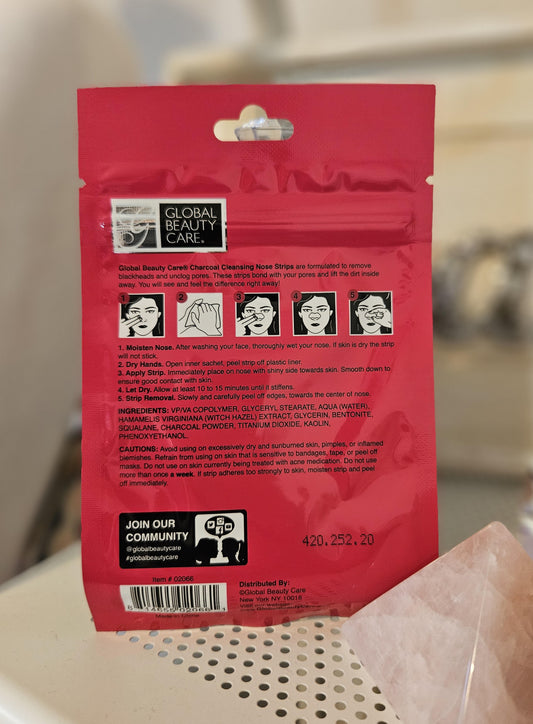 GLOBAL
BEAUTY
CARE®
Global Beauty Care® Charcoal Cleansing Nose Strips are formulated to remove
blackheads and unclog pores. These strips bond with your pores and lift the dirt inside
away. You will see and feel the difference right away!
1 2 3 4 5
1. Moisten Nose. After washing your face, thoroughly wet your nose. If skin is dry the strip
will not stick.
2. Dry Hands. Open inner sachet, peel strip off plastic liner.
3. Apply Strip. Immediately place on nose with shiny side towards skin. Smooth down to
ensure good contact with skin.
4. Let Dry. Allow at least 10 to 15 minutes until it stiffens.
5. Strip Removal. Slowly and carefully peel off edges, towards the center of nose.
INGREDIENTS: VP/VA COPOLYMER, GLYCERYL STEARATE, AQUA (WATER),
HAMAMELIS VIRGINIANA (WITCH HAZEL) EXTRACT, GLYCERIN, BENTONITE,
SQUALANE, CHARCOAL POWDER, TITANIUM DIOXIDE, KAOLIN,
PHENOXYETHANOL.
CAUTIONS: Avoid using on excessively dry and sunburned skin, pimples, or inflamed
blemishes. Refrain from using on skin that is sensitive to bandages, tape, or peel off
masks. Do not use on skin currently being treated with acne medication. Do not use
more than once a week. If strip adheres too strongly to skin, moisten strip and peel
off immediately.
JOIN OUR
COMMUNITY
@globalbeautycare
#globalbeautycare
420.252.20
Item # 02066
Made in China
Distributed By:
©Global Beauty Care
New York NY 10018
Visit our website: